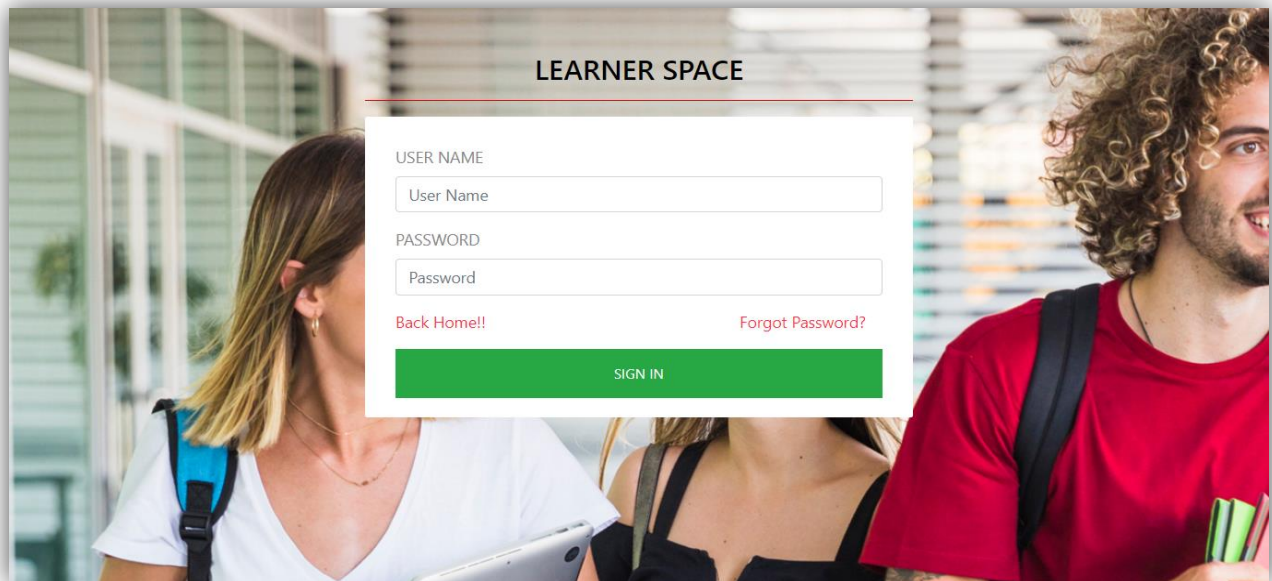 LEARNER SPACE
USER NAME
User Name
PASSWORD
Password
Back Home!! Forgot Password?
SIGN IN